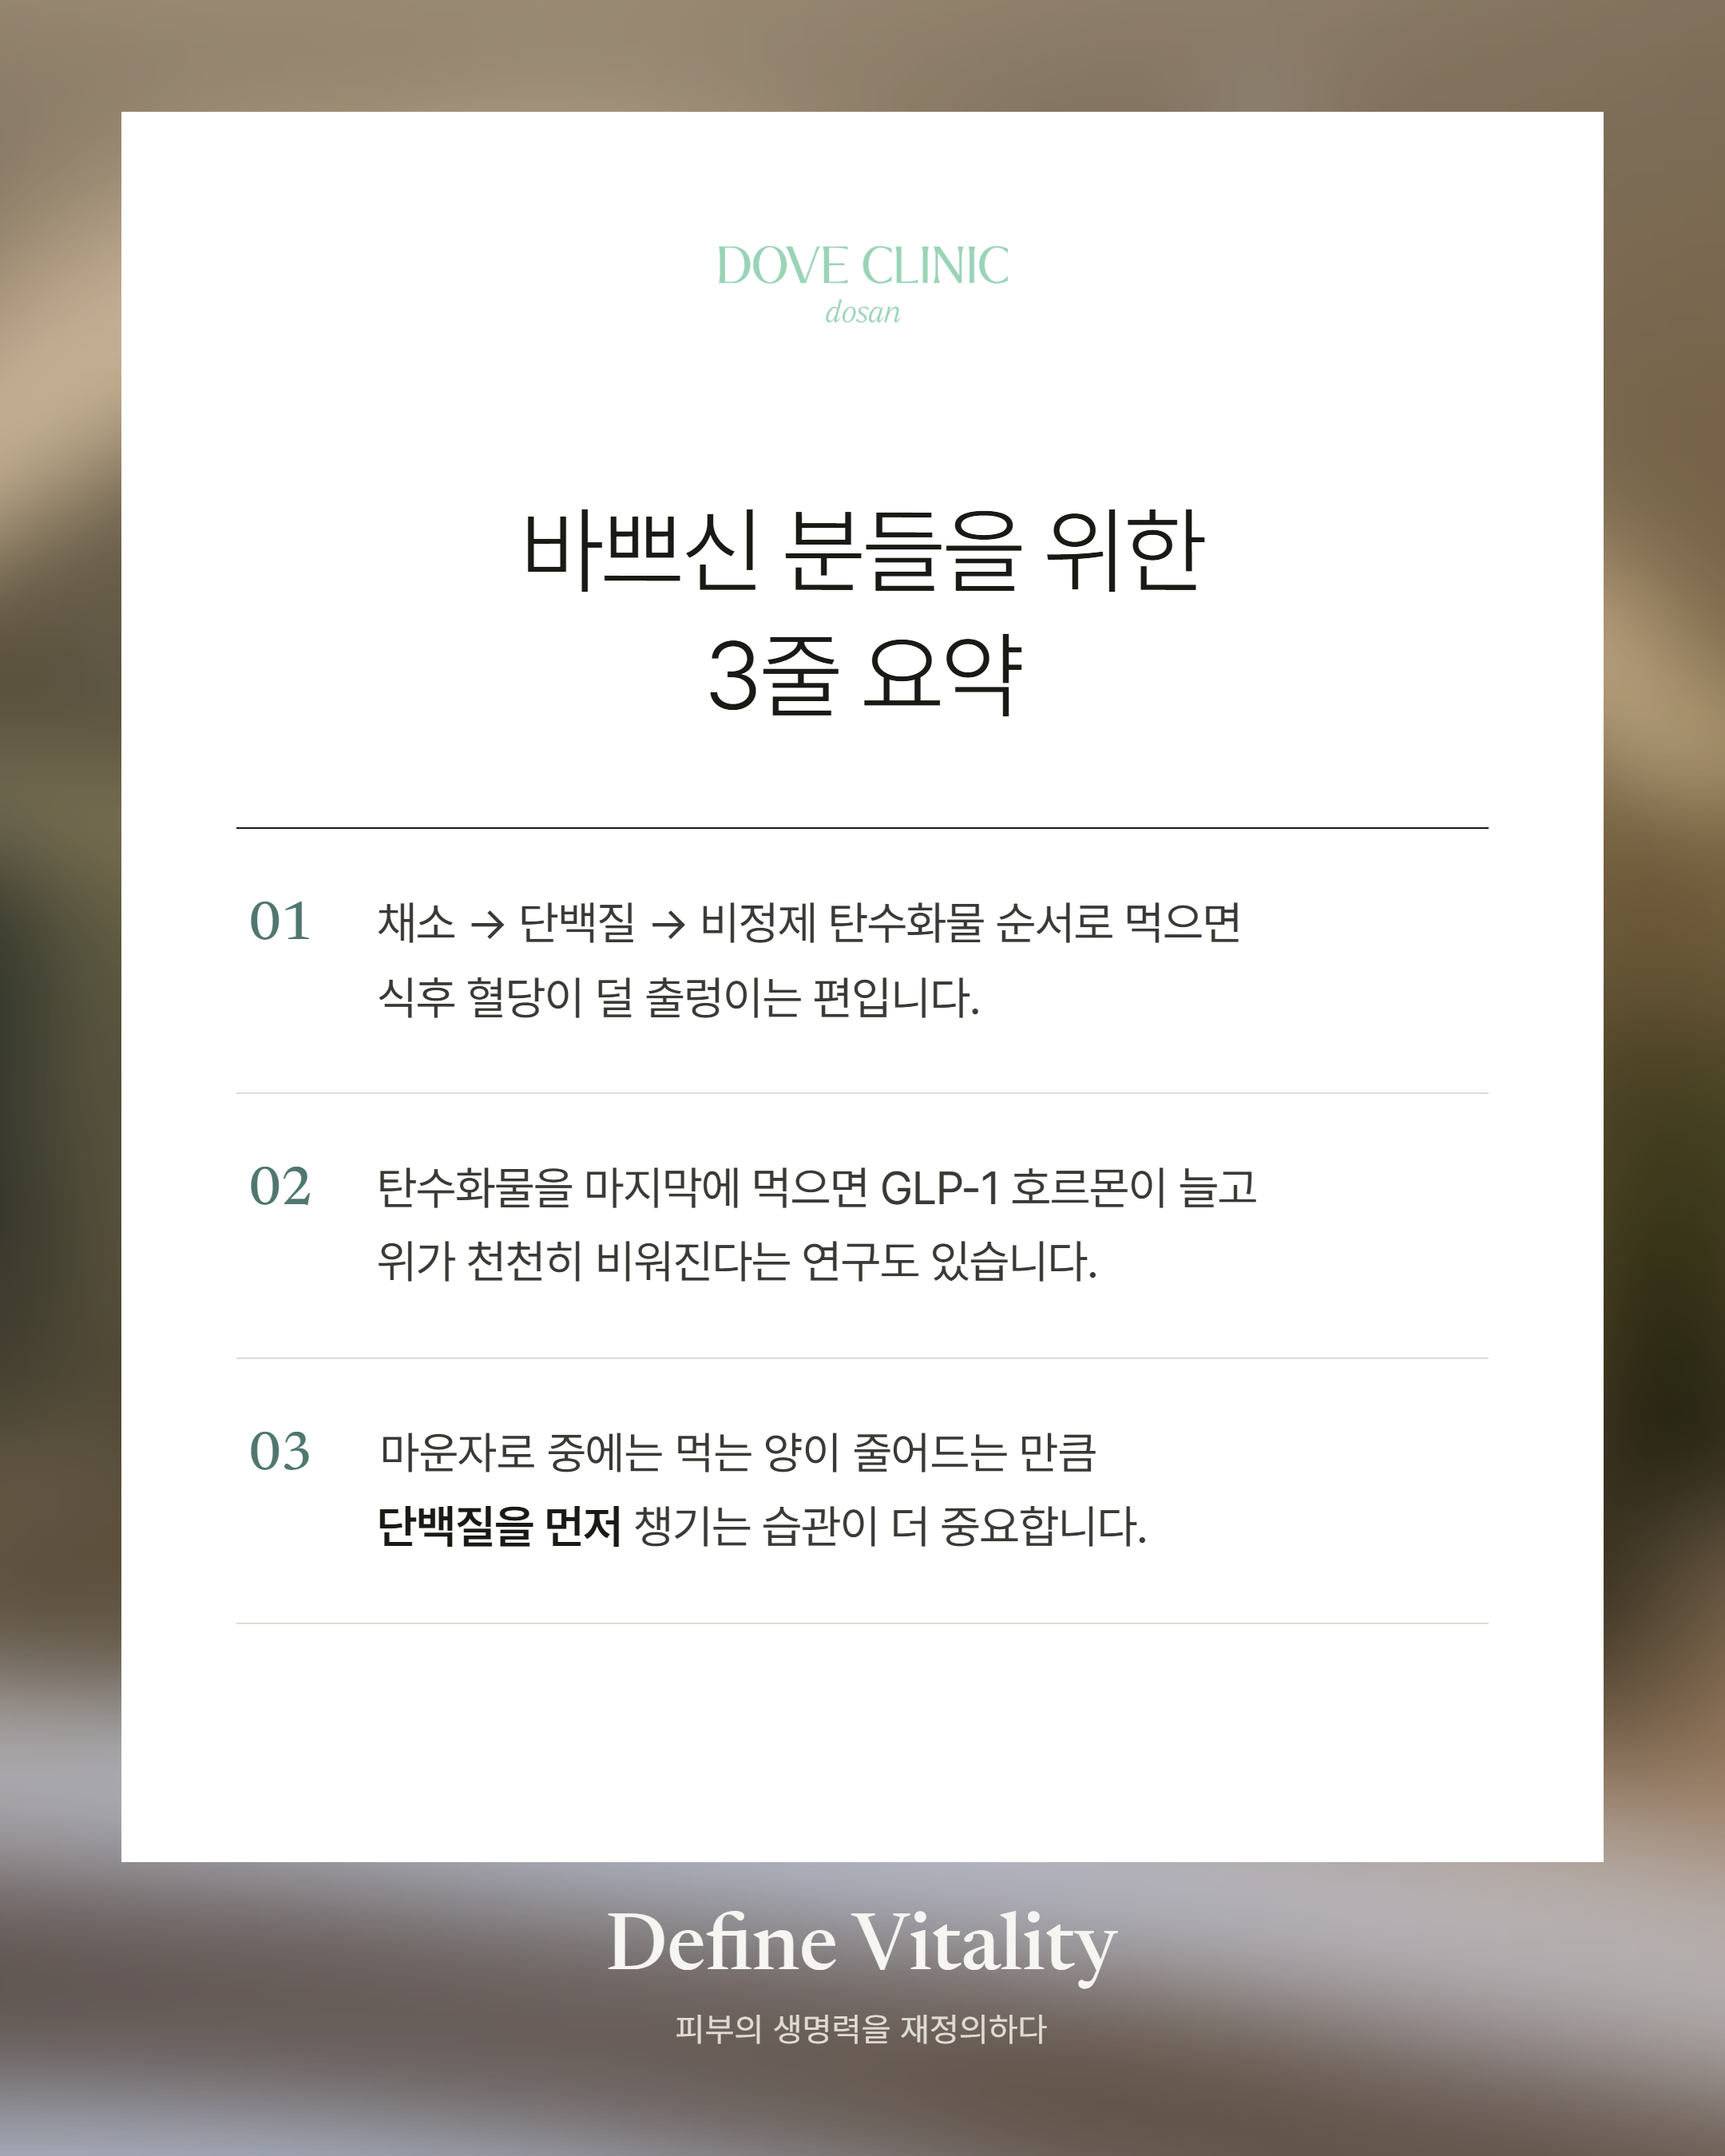 DOVE CLINIC
dosan
바쁘신 분들을 위한
3줄 요약
01
채소 → 단백질 → 비정제 탄수화물 순서로 먹으면
식후 혈당이 덜 출렁이는 편입니다.
02
탄수화물을 마지막에 먹으면 GLP-1 호르몬이 늘고
위가 천천히 비워진다는 연구도 있습니다.
03
마운자로 중에는 먹는 양이 줄어드는 만큼
단백질을 먼저 챙기는 습관이 더 중요합니다.
Define Vitality
피부의 생명력을 재정의하다